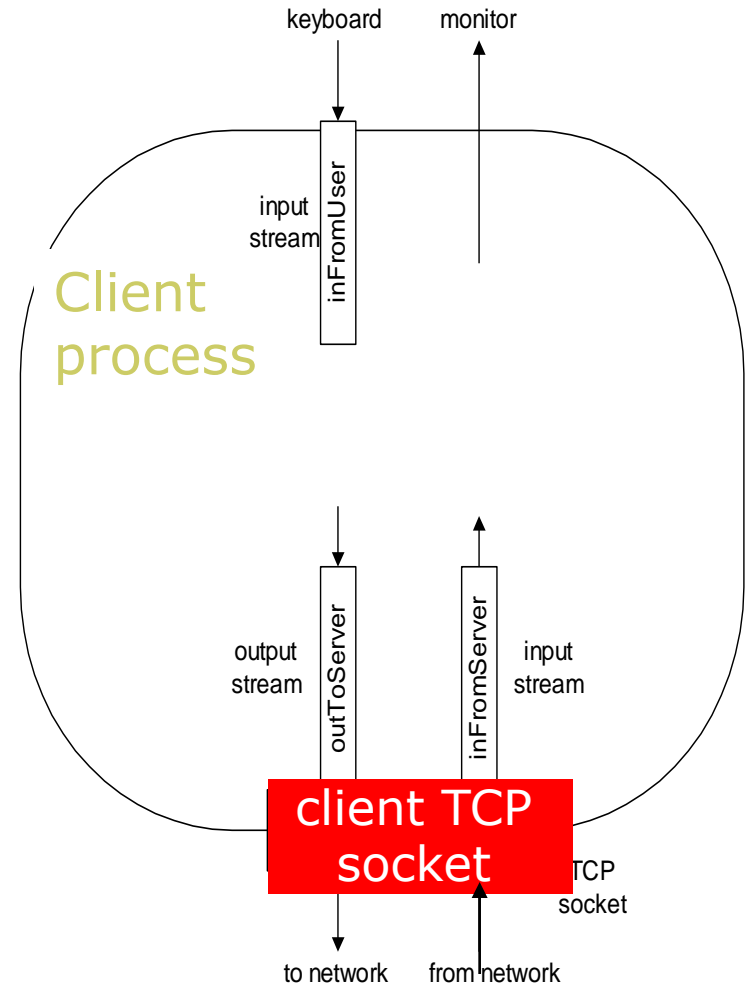 keyboard
monitor
input
stream
inFromUser
Client
process
output
stream
outToServer
inFromServer
input
stream
client TCP
socket
TCP
socket
to network
from network